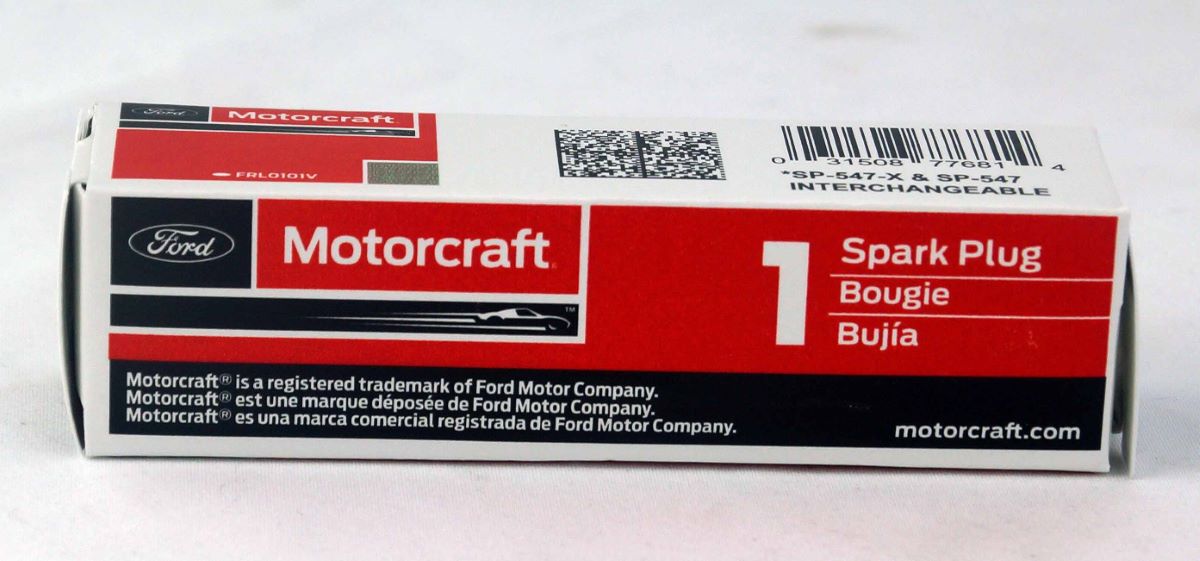 Ford
Motorcraft
FRL0101V
0 31508 77681 4
*SP-547-X & SP-547
INTERCHANGEABLE
Ford
Motorcraft
TM
1
Spark Plug
Bougie
Bujía
Motorcraft® is a registered trademark of Ford Motor Company.
Motorcraft® est une marque déposée de Ford Motor Company.
Motorcraft® es una marca comercial registrada de Ford Motor Company.
motorcraft.com